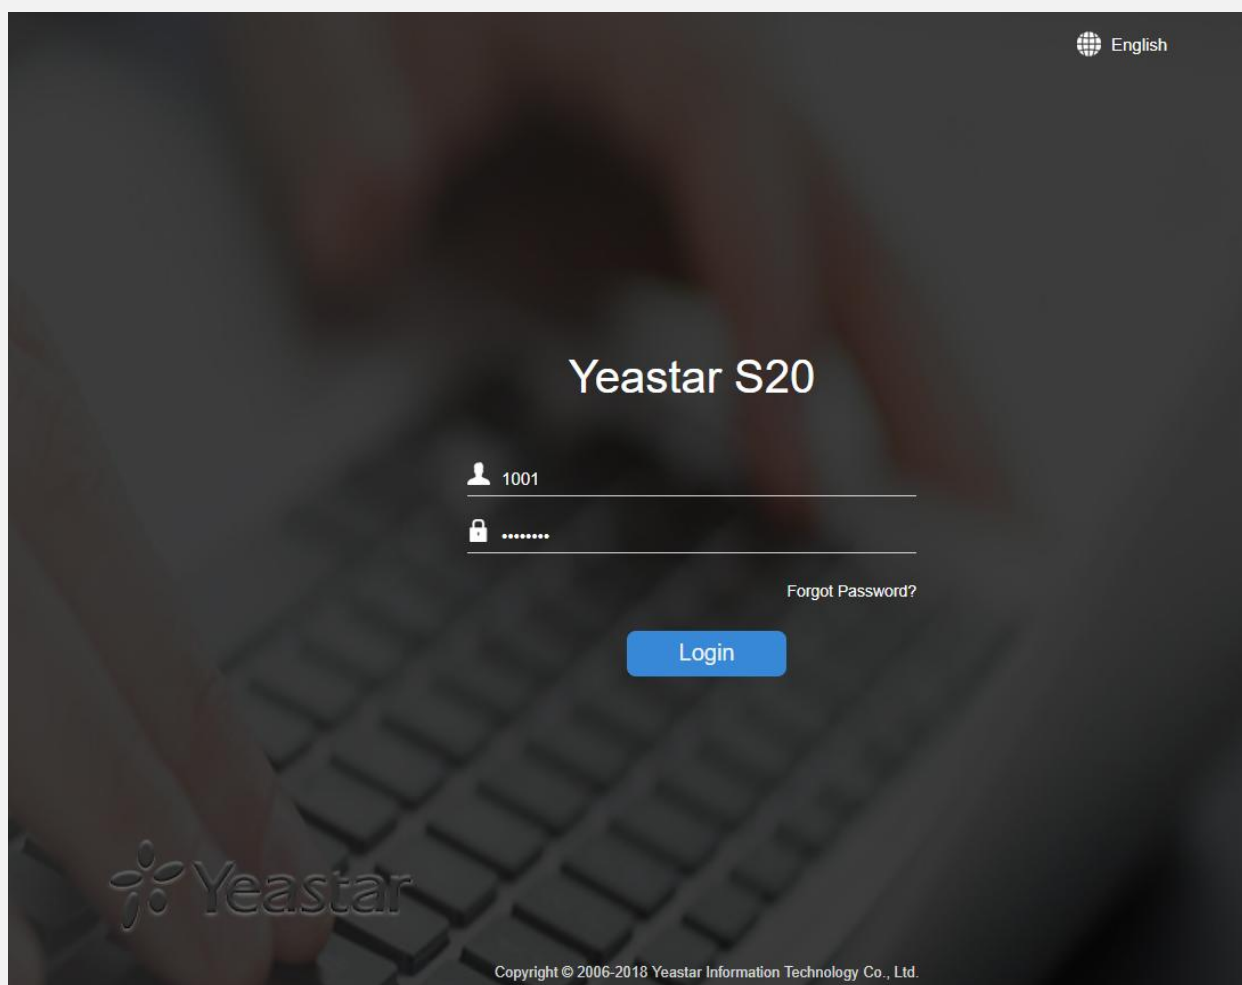 English
Yeastar S20
1001
••••••••
Forgot Password?
Login
Yeastar
Copyright © 2006-2018 Yeastar Information Technology Co., Ltd.